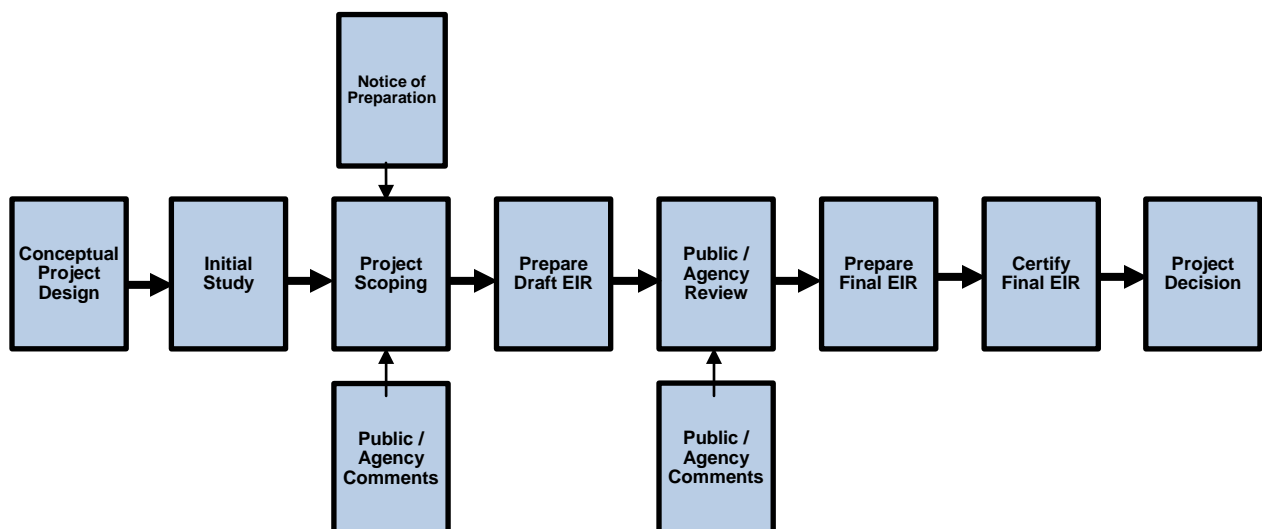 Notice of
Preparation
Conceptual
Project
Design
Initial
Study
Project
Scoping
Prepare
Draft EIR
Public /
Agency
Review
Prepare
Final EIR
Certify
Final EIR
Project
Decision
Public /
Agency
Comments
Public /
Agency
Comments